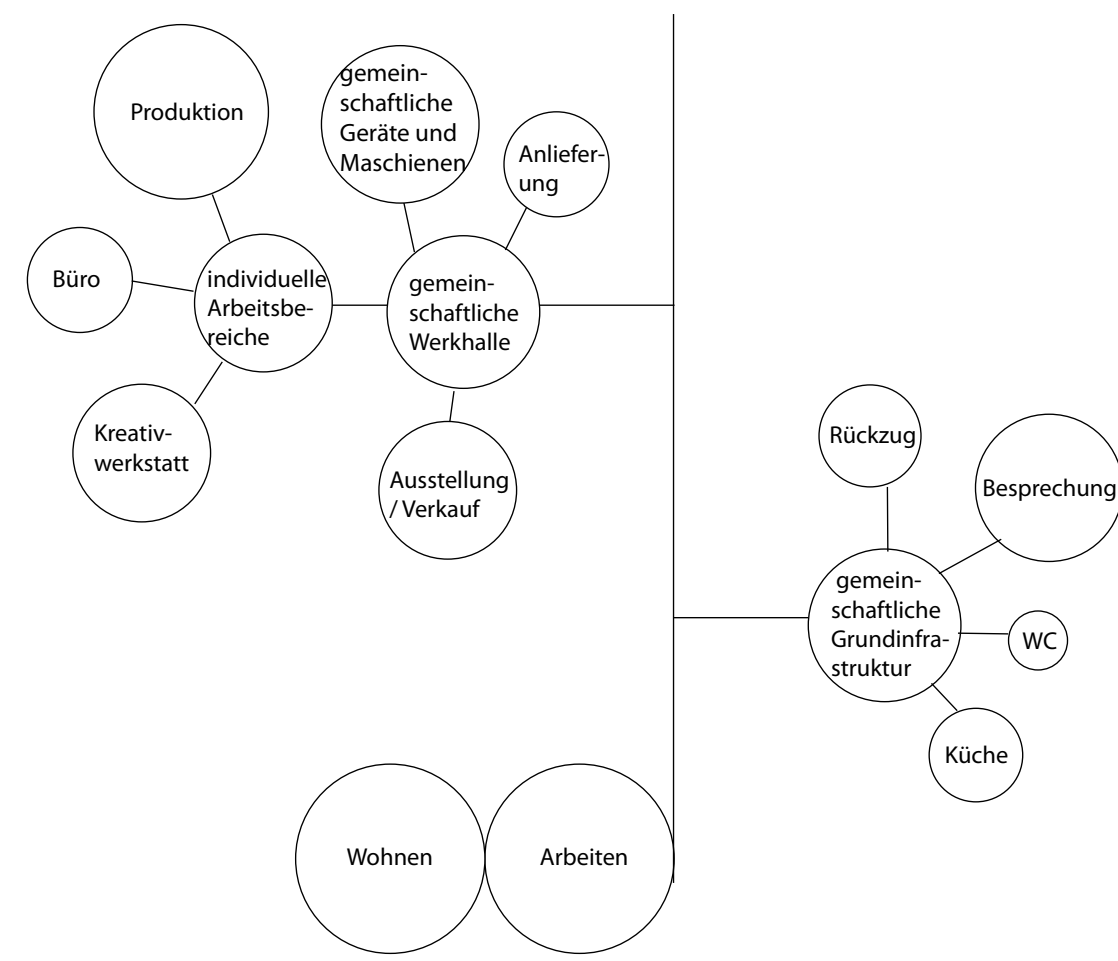 Produktion
gemein-
schaftliche
Geräte und
Maschienen
Anliefer-
ung
Büro
individuelle
Arbeitsbe-
reiche
gemein-
schaftliche
Werkhalle
Kreativ-
werkstatt
Ausstellung
/ Verkauf
Rückzug
Besprechung
gemein-
schaftliche
Grundinfra-
struktur
WC
Küche
Wohnen
Arbeiten